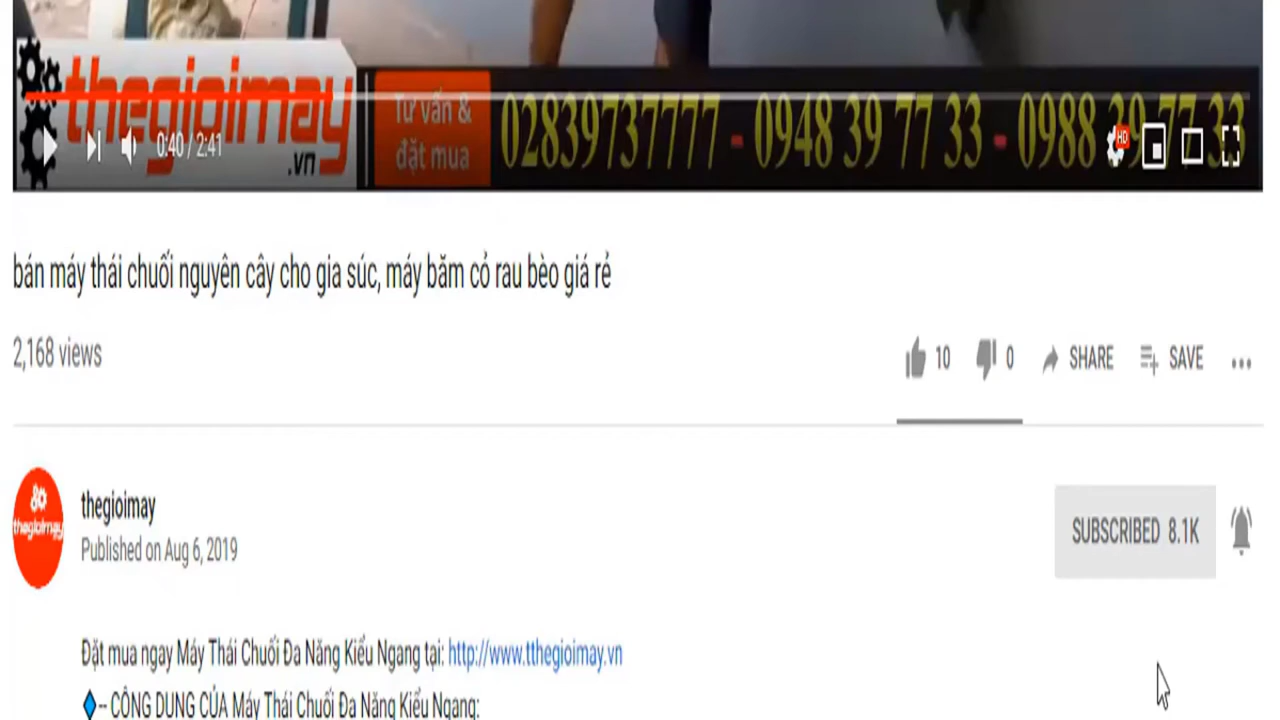 thegioimay
.vn
Tư vấn &
đặt mua
02839737777 - 0948 39 77 33 - 0988 39 77 33
0:40 / 2:41
HD
bán máy thái chuối nguyên cây cho gia súc, máy băm cỏ rau bèo giá rẻ
2,168 views
10 0 SHARE SAVE
thegioimay
thegioimay
Published on Aug 6, 2019
SUBSCRIBED 8.1K
Đặt mua ngay Máy Thái Chuối Đa Năng Kiểu Ngang tại: http://www.tthegioimay.vn
-- CÔNG DỤNG CỦA Máy Thái Chuối Đa Năng Kiểu Ngang: